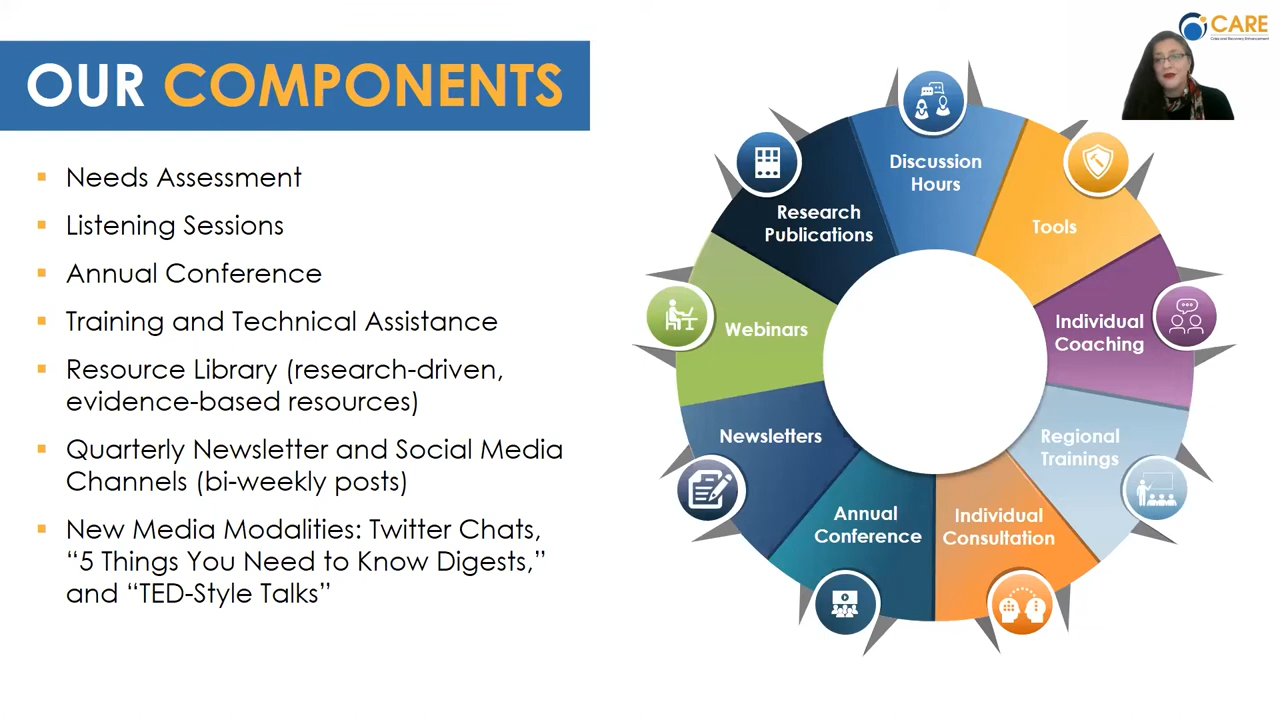 OUR COMPONENTS
Needs Assessment
Listening Sessions
Annual Conference
Training and Technical Assistance
Resource Library (research-driven,
evidence-based resources)
Quarterly Newsletter and Social Media
Channels (bi-weekly posts)
New Media Modalities: Twitter Chats,
“5 Things You Need to Know Digests,”
and “TED-Style Talks”
CARE
Discussion
Hours
Tools
Individual
Coaching
Regional
Trainings
Individual
Consultation
Annual
Conference
Newsletters
Webinars
Research
Publications